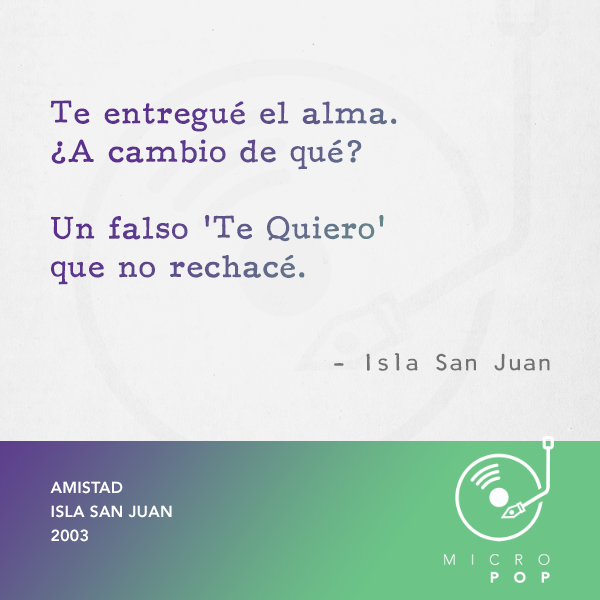 Te entregué el alma.
¿A cambio de qué?
Un falso 'Te Quiero'
que no rechacé.
- Isla San Juan
AMISTAD
ISLA SAN JUAN
2003
MICRO
POP